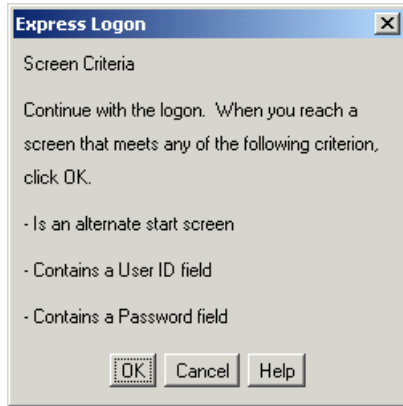 Express Logon
Screen Criteria
Continue with the logon. When you reach a
screen that meets any of the following criterion,
click OK.
- Is an alternate start screen
- Contains a User ID field
- Contains a Password field
OK Cancel Help